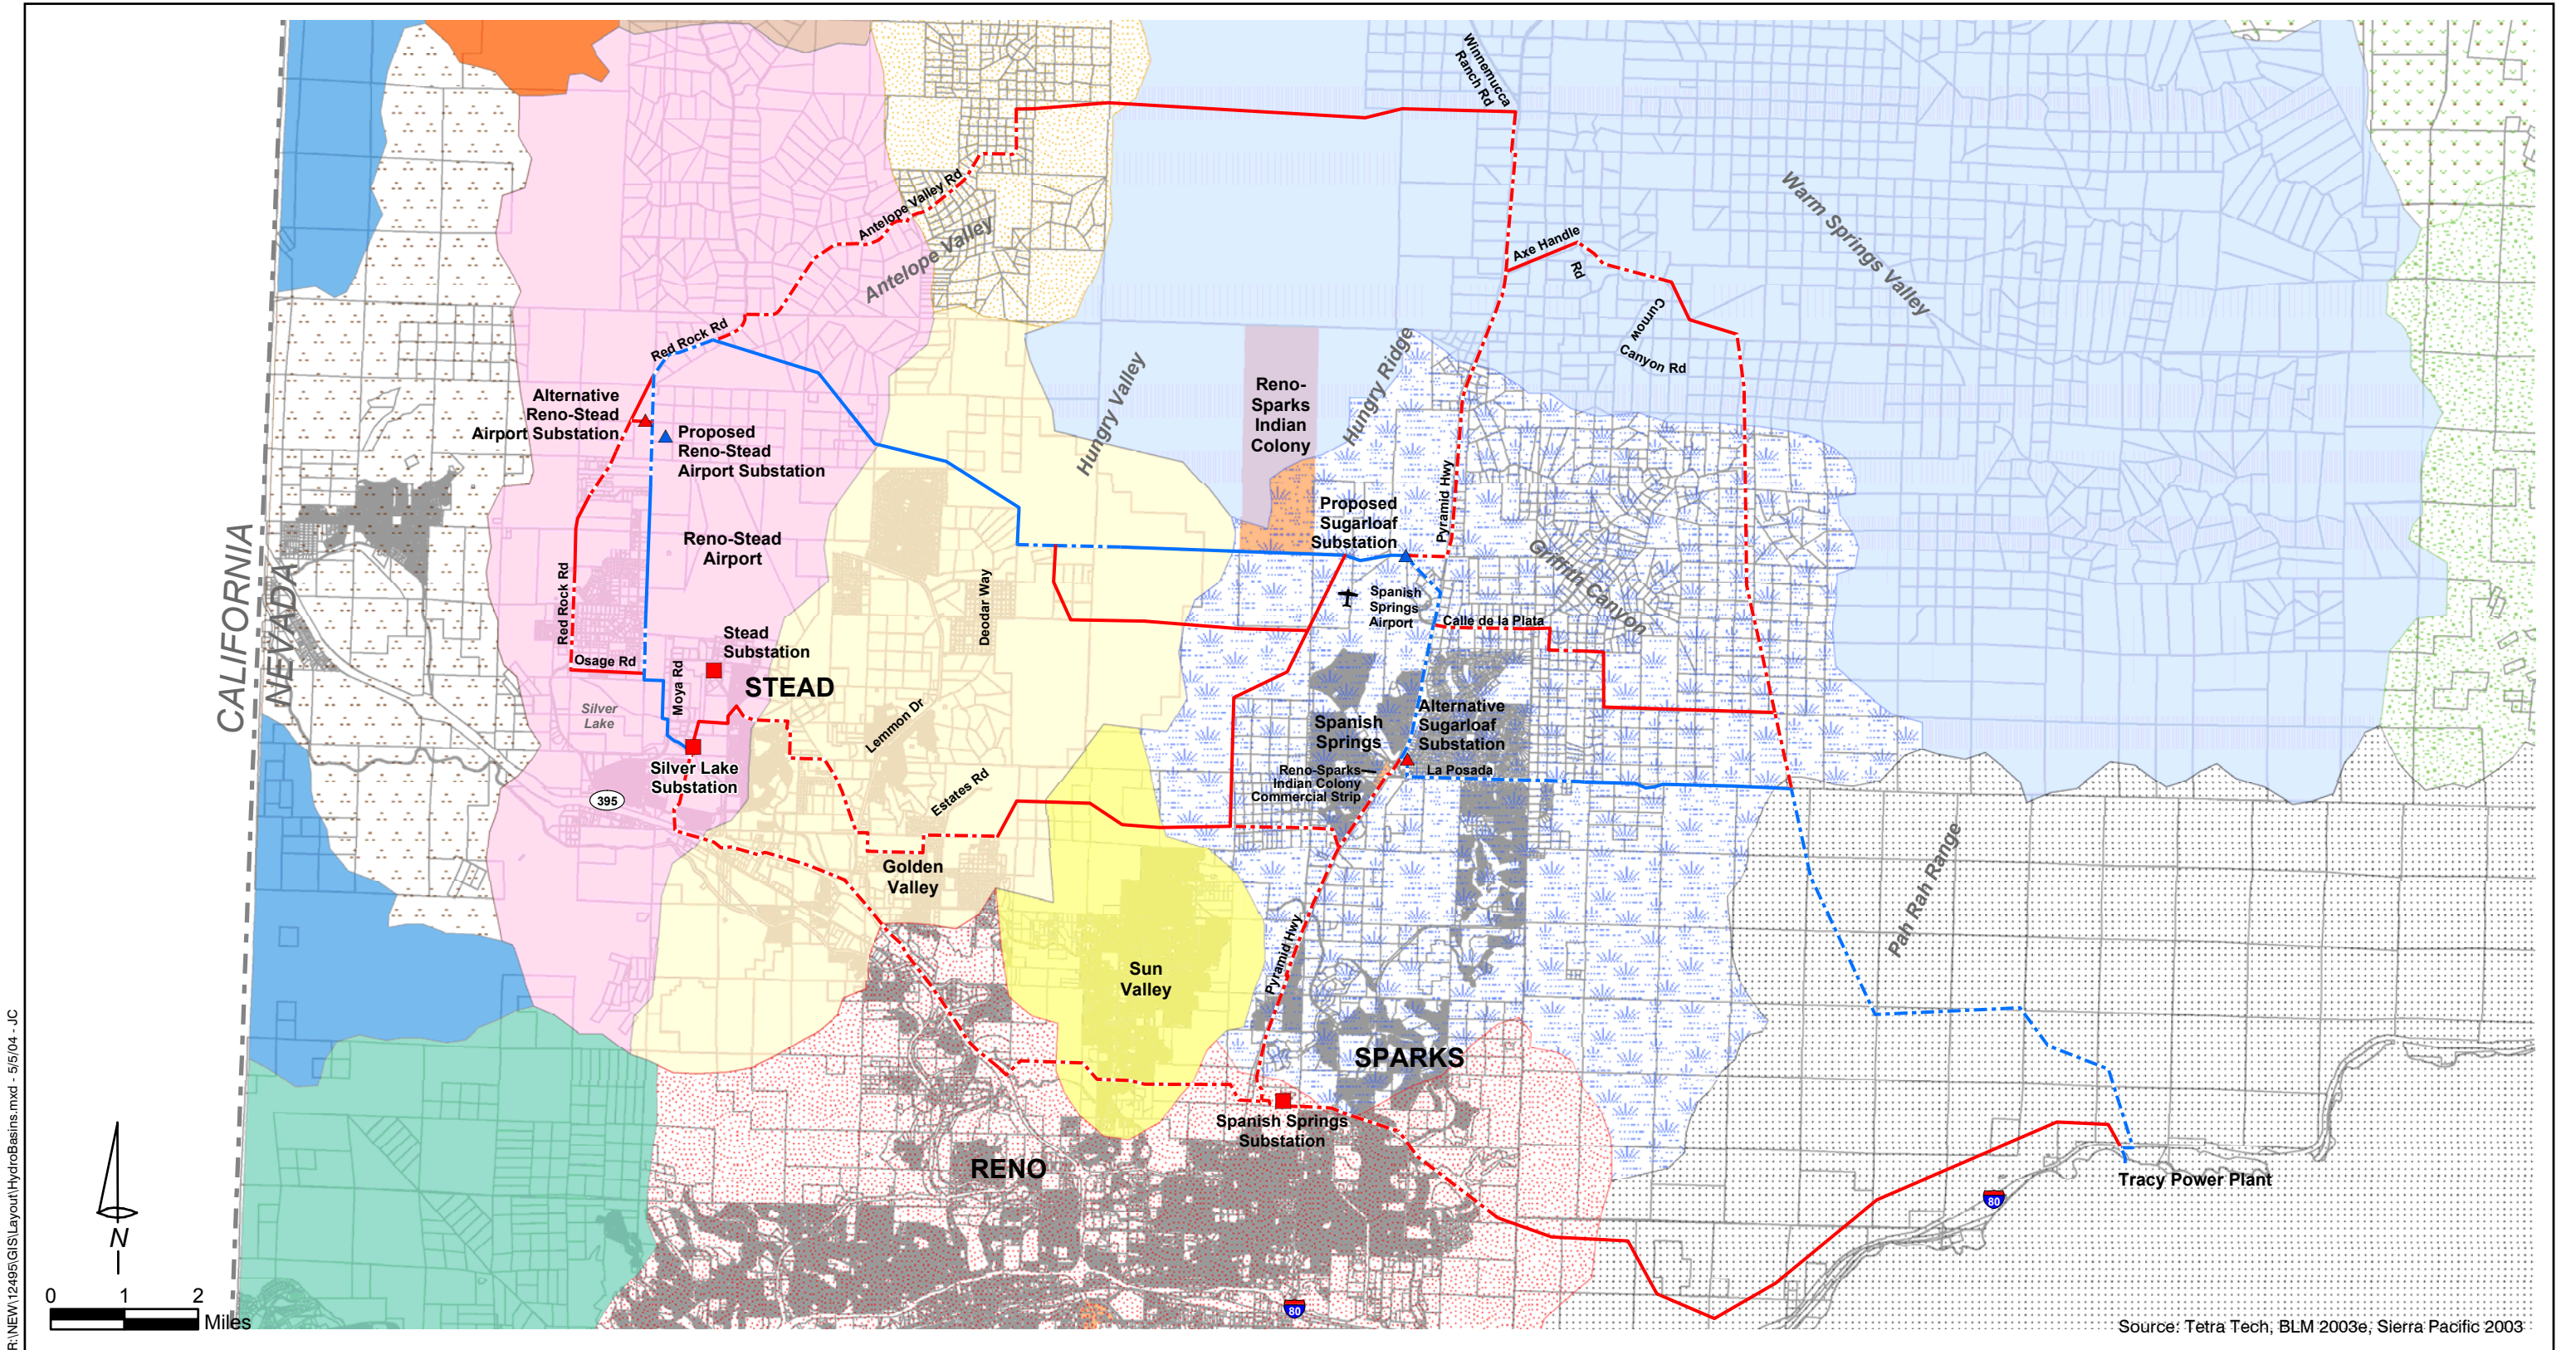 Winnemucca
Ranch Rd
Warm Springs Valley
Antelope Valley Rd
Antelope Valley
Axe Handle
Rd
Curnow
Canyon Rd
Red Rock Rd
Hungry Valley
Hungry Ridge
Reno-
Sparks
Indian
Colony
Alternative
Reno-Stead
Airport Substation
Proposed
Reno-Stead
Airport Substation
Reno-Stead
Airport
Proposed
Sugarloaf
Substation
Pyramid Hwy
Griffith Canyon
Spanish
Springs
Airport
Calle de la Plata
CALIFORNIA
NEVADA
Red Rock Rd
Osage Rd
Moya Rd
Stead
Substation
STEAD
Silver
Lake
Deodar Way
Lemmon Dr
Silver Lake
Substation
395
Estates Rd
Golden
Valley
Spanish
Springs
Alternative
Sugarloaf
Substation
Reno-Sparks
Indian Colony
Commercial Strip
La Posada
Pah Rah Range
Sun
Valley
Pyramid Hwy
SPARKS
Spanish Springs
Substation
RENO
Tracy Power Plant
80
80
N
0 1 2
Miles
Source: Tetra Tech, BLM 2003e, Sierra Pacific 2003
R:\NEW\12495\GIS\Layout\HydroBasins.mxd - 5/5/04 - JC